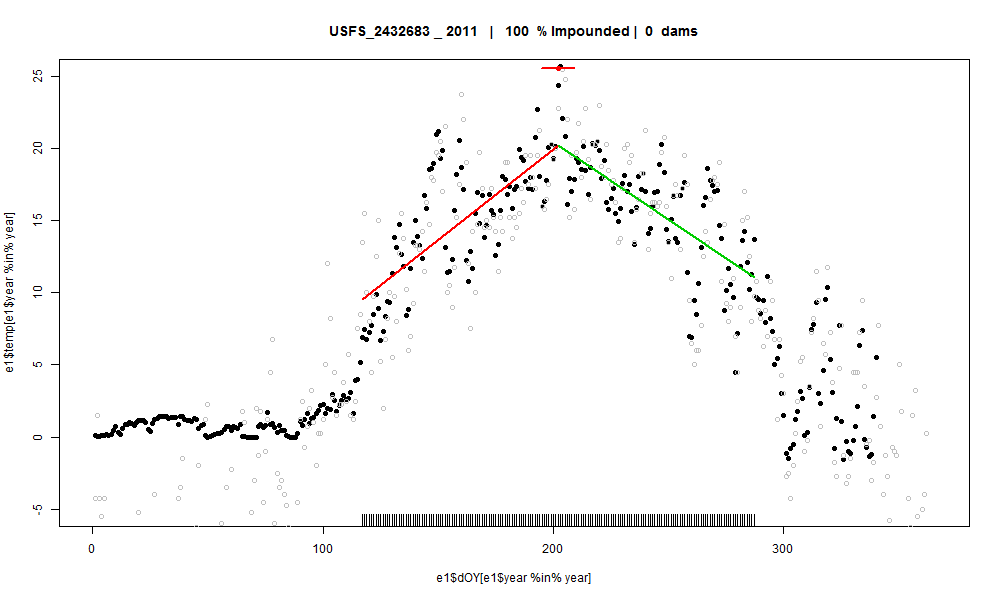 USFS_2432683 _ 2011 | 100 % Impounded | 0 dams
e1$temp[e1$year %in% year]
25
20
15
10
5
0
-5
0 100 200 300
e1$dOY[e1$year %in% year]